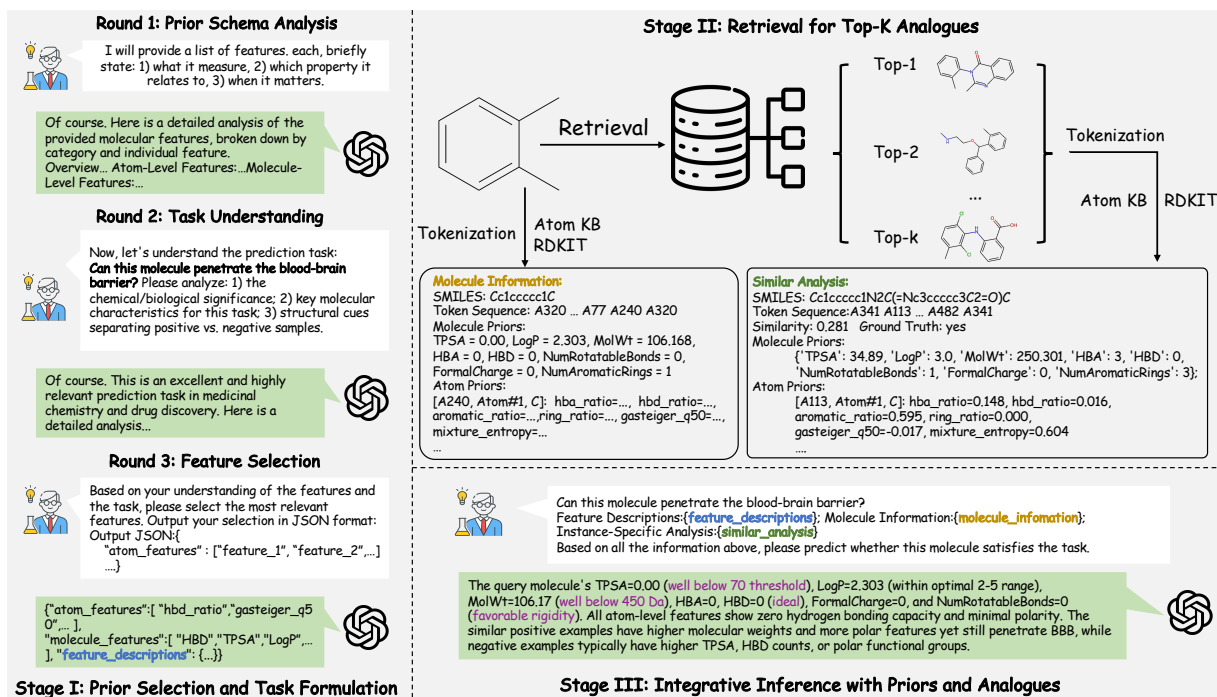 Round 1: Prior Schema Analysis
I will provide a list of features. each, briefly
state: 1) what it measure, 2) which property it
relates to, 3) when it matters.
Of course. Here is a detailed analysis of the
provided molecular features, broken down by
category and individual feature.
Overview... Atom-Level Features:...Molecule-
Level Features:...
Round 2: Task Understanding
Now, let's understand the prediction task:
Can this molecule penetrate the blood-brain
barrier? Please analyze: 1) the
chemical/biological significance; 2) key molecular
characteristics for this task; 3) structural cues
separating positive vs. negative samples.
Of course. This is an excellent and highly
relevant prediction task in medicinal
chemistry and drug discovery. Here is a
detailed analysis...
Round 3: Feature Selection
Based on your understanding of the features and
the task, please select the most relevant
features. Output your selection in JSON format:
Output JSON:{
"atom_features" : ["feature_1", "feature_2",...]
....}
{"atom_features":[ "hbd_ratio","gasteiger_q5
0",... ],
"molecule_features":[ "HBD","TPSA","LogP",...
], "feature_descriptions": {...}}
Stage I: Prior Selection and Task Formulation
Stage II: Retrieval for Top-K Analogues
Retrieval
Top-1
Top-2
...
Top-k
N
O
N
N
O
Cl
N
H
O
OH
Cl
Tokenization
Atom KB
RDKIT
Tokenization
Atom KB
RDKIT
Molecule Information:
SMILES: Cc1ccccc1C
Token Sequence: A320 ... A77 A240 A320
Molecule Priors:
TPSA = 0.00, LogP = 2.303, MolWt = 106.168,
HBA = 0, HBD = 0, NumRotatableBonds = 0,
FormalCharge = 0, NumAromaticRings = 1
Atom Priors:
[A240, Atom#1, C]: hba_ratio=..., hbd_ratio=...,
aromatic_ratio=...,ring_ratio=..., gasteiger_q50=...,
mixture_entropy=...
...
Similar Analysis:
SMILES: Cc1ccccc1N2C(=Nc3ccccc3C2=O)C
Token Sequence:A341 A113 ... A482 A341
Similarity: 0.281 Ground Truth: yes
Molecule Priors:
{'TPSA': 34.89, 'LogP': 3.0, 'MolWt': 250.301, 'HBA': 3, 'HBD': 0,
'NumRotatableBonds': 1, 'FormalCharge': 0, 'NumAromaticRings': 3};
Atom Priors:
[A113, Atom#1, C]: hba_ratio=0.148, hbd_ratio=0.016,
aromatic_ratio=0.595, ring_ratio=0.000,
gasteiger_q50=-0.017, mixture_entropy=0.604
....
Can this molecule penetrate the blood-brain barrier?
Feature Descriptions:{feature_descriptions}; Molecule Information:{molecule_infomation};
Instance-Specific Analysis:{similar_analysis}
Based on all the information above, please predict whether this molecule satisfies the task.
The query molecule's TPSA=0.00 (well below 70 threshold), LogP=2.303 (within optimal 2-5 range),
MolWt=106.17 (well below 450 Da), HBA=0, HBD=0 (ideal), FormalCharge=0, and NumRotatableBonds=0
(favorable rigidity). All atom-level features show zero hydrogen bonding capacity and minimal polarity. The
similar positive examples have higher molecular weights and more polar features yet still penetrate BBB, while
negative examples typically have higher TPSA, HBD counts, or polar functional groups.
Stage III: Integrative Inference with Priors and Analogues